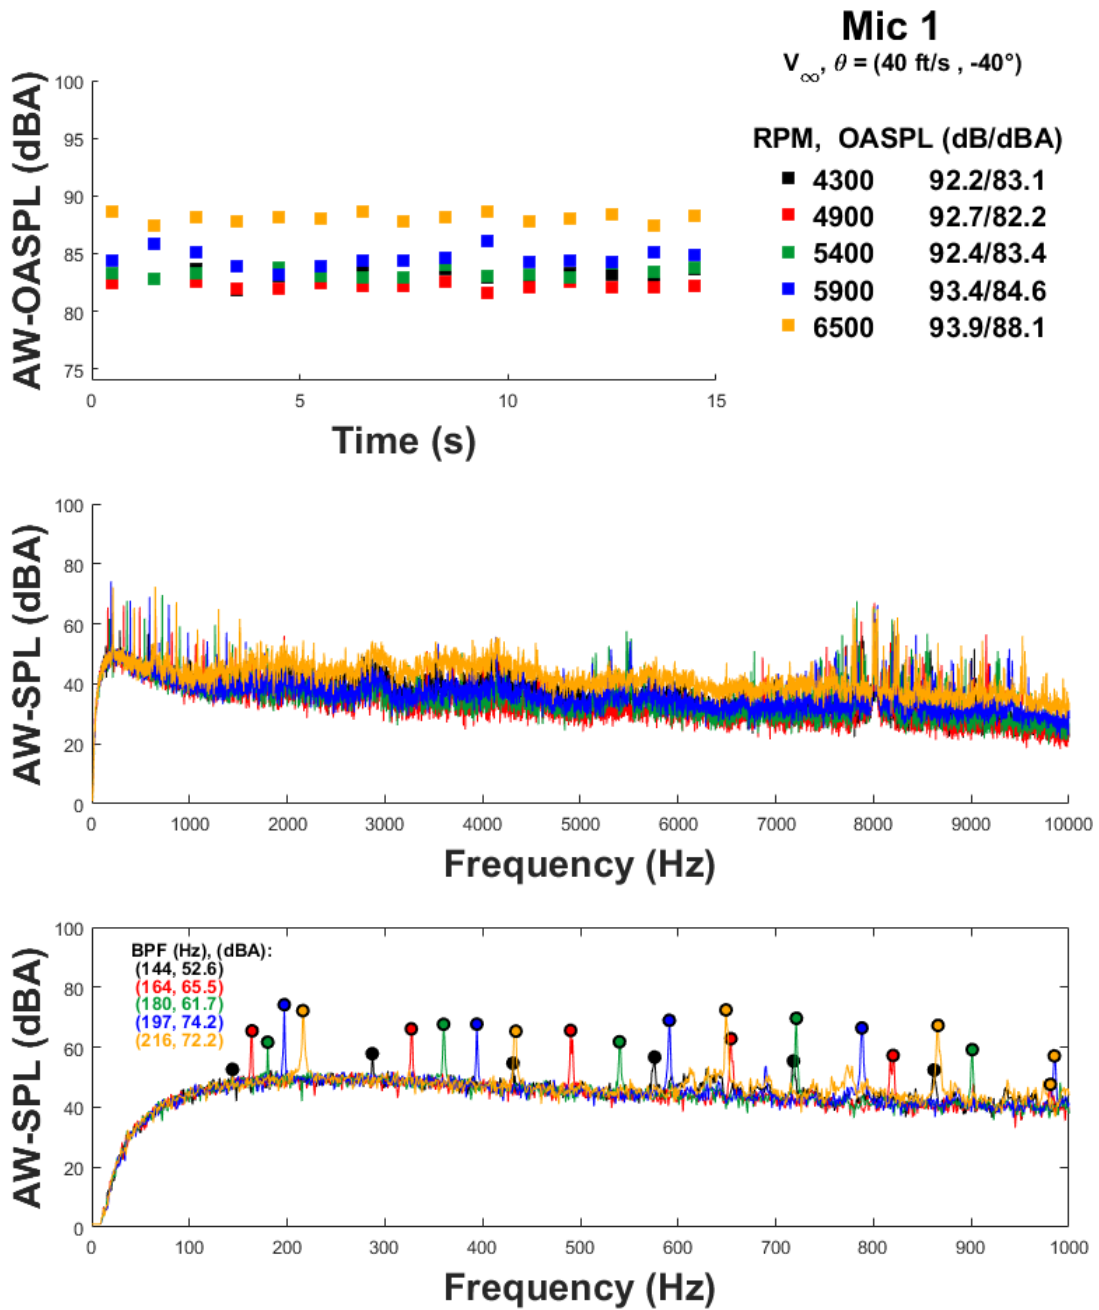 Mic 1
V∞, θ = (40 ft/s , -40°)
RPM, OASPL (dB/dBA)
4300 92.2/83.1
4900 92.7/82.2
5400 92.4/83.4
5900 93.4/84.6
6500 93.9/88.1
AW-OASPL (dBA)
100
95
90
85
80
75
0 5 10 15
Time (s)
AW-SPL (dBA)
100
80
60
40
20
0
0 1000 2000 3000 4000 5000 6000 7000 8000 9000 10000
Frequency (Hz)
AW-SPL (dBA)
100
80
60
40
20
0
BPF (Hz), (dBA):
(144, 52.6)
(164, 65.5)
(180, 61.7)
(197, 74.2)
(216, 72.2)
0 100 200 300 400 500 600 700 800 900 1000
Frequency (Hz)